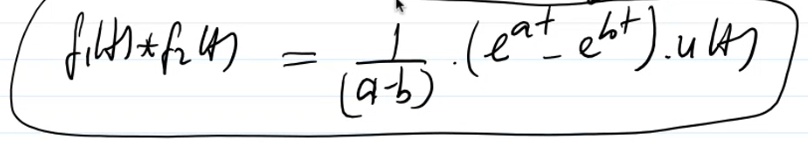 f₁(t) * f₂(t) = 1/(a-b) · (e^{at} - e^{bt}) · u(t)